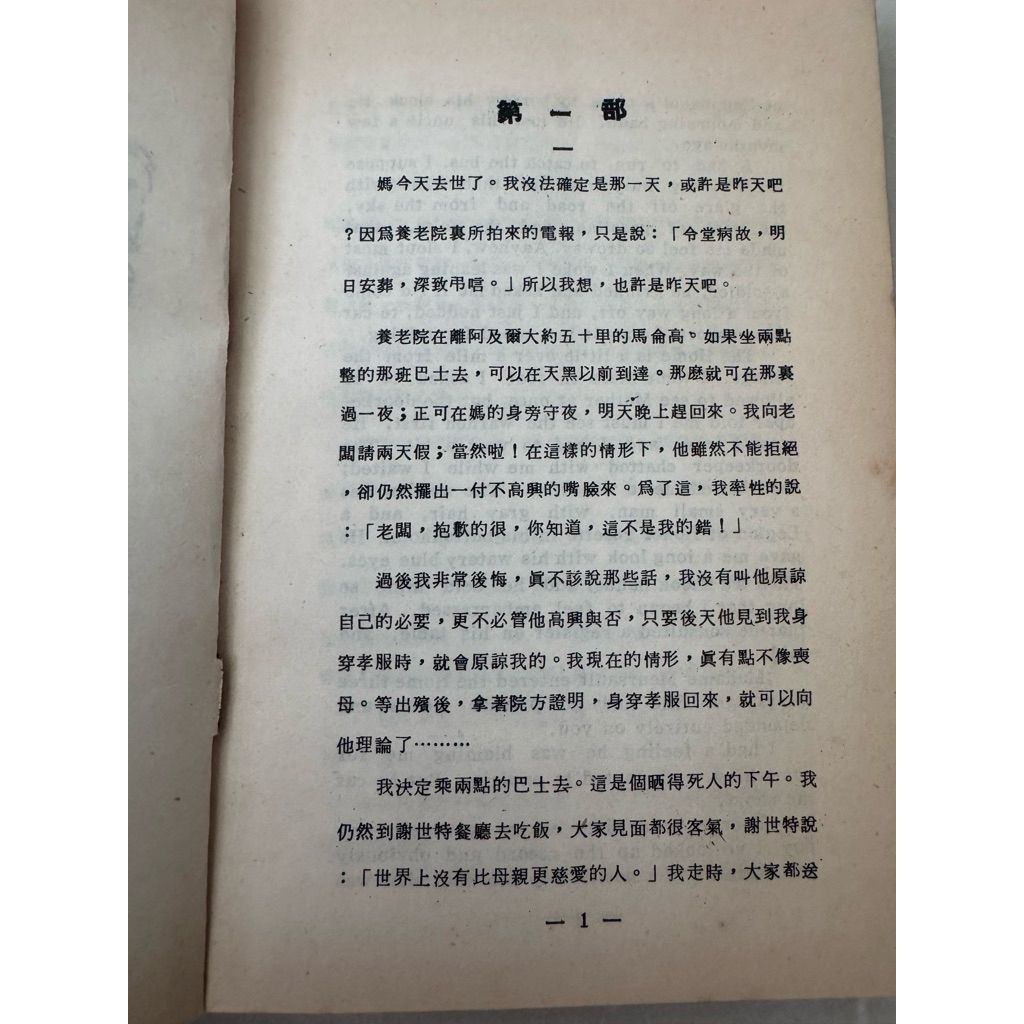 第一部
一
媽今天去世了。我沒法確定是那一天，或許是昨天吧
？因爲養老院裏所拍來的電報，只是說：「令堂病故，明
日安葬，深致弔唁。」所以我想，也許是昨天吧。
養老院在離阿及爾大約五十里的馬侖高。如果坐兩點
整的那班巴士去，可以在天黑以前到達。那麽就可在那裏
過一夜；正可在媽的身旁守夜，明天晚上趕回來。我向老
闆請兩天假；當然啦！在這樣的情形下，他雖然不能拒絕
，卻仍然擺出一付不高興的嘴臉來。爲了這，我率性的說
：「老闆，抱歉的很，你知道，這不是我的錯！」
過後我非常後悔，眞不該說那些話，我沒有叫他原諒
自己的必要，更不必管他高興與否，只要後天他見到我身
穿孝服時，就會原諒我的。我現在的情形，眞有點不像喪
母。等出殯後，拿著院方證明，身穿孝服回來，就可以向
他理論了………
我決定乘兩點的巴士去。這是個晒得死人的下午。我
仍然到謝世特餐廳去吃飯，大家見面都很客氣，謝世特說
：「世界上沒有比母親更慈愛的人。」我走時，大家都送
— 1 —